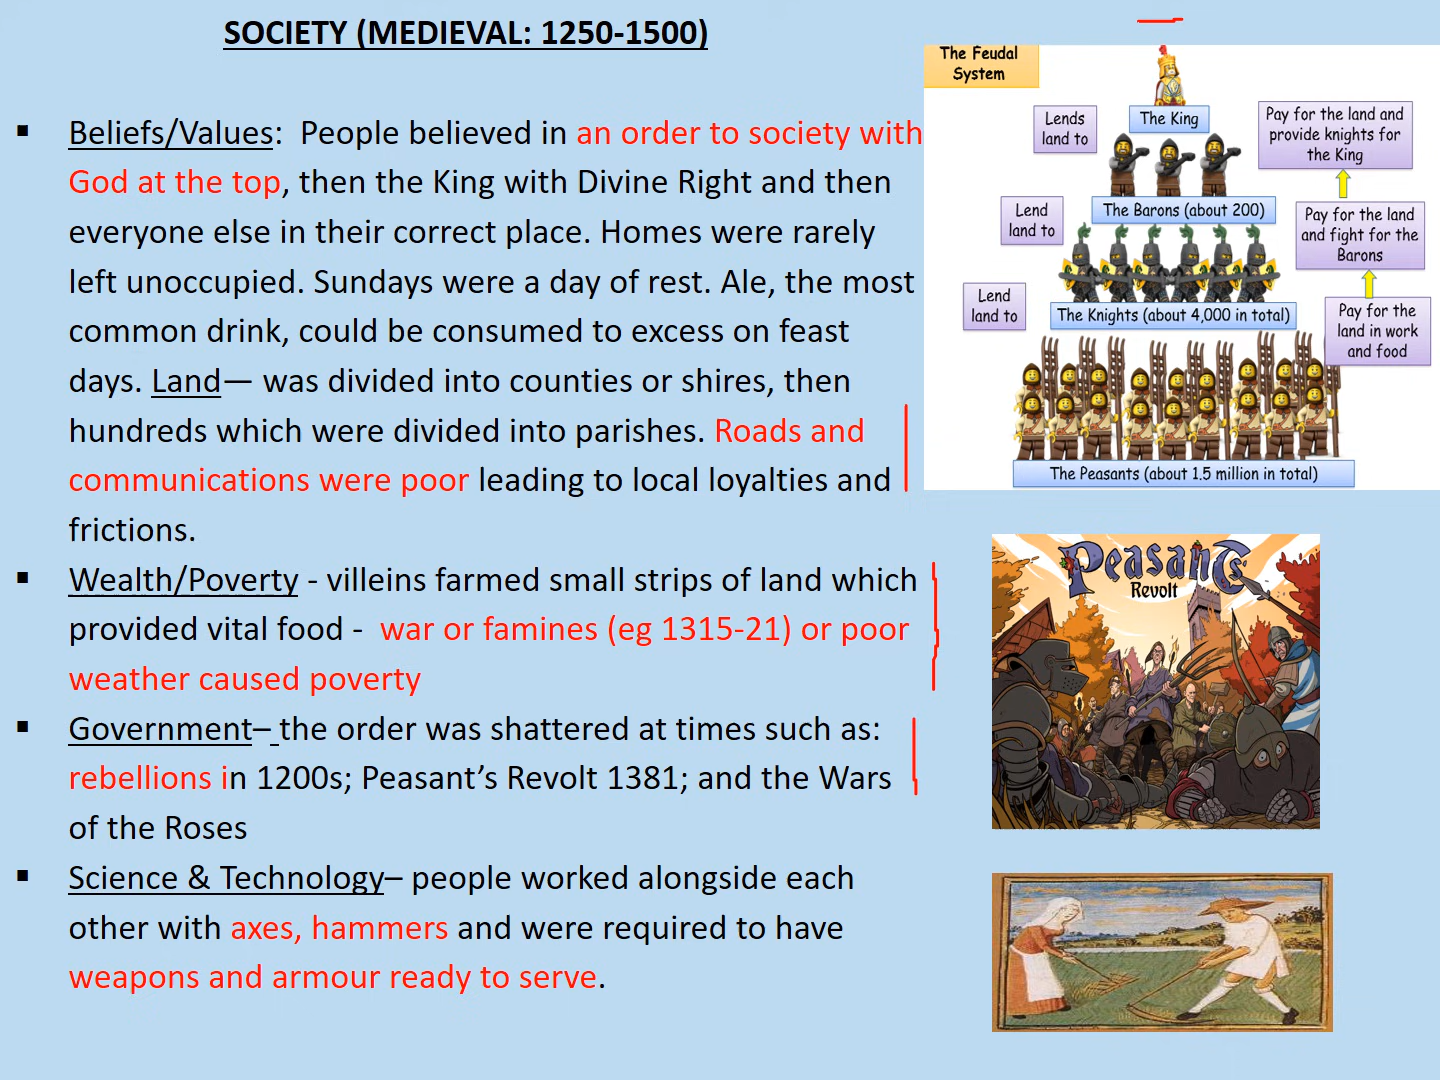 SOCIETY (MEDIEVAL: 1250-1500)
▪ Beliefs/Values:  People believed in an order to society with
God at the top, then the King with Divine Right and then
everyone else in their correct place. Homes were rarely
left unoccupied. Sundays were a day of rest. Ale, the most
common drink, could be consumed to excess on feast
days. Land— was divided into counties or shires, then
hundreds which were divided into parishes. Roads and
communications were poor leading to local loyalties and
frictions.
▪ Wealth/Poverty - villeins farmed small strips of land which
provided vital food -  war or famines (eg 1315-21) or poor
weather caused poverty
▪ Government– the order was shattered at times such as:
rebellions in 1200s; Peasant’s Revolt 1381; and the Wars
of the Roses
▪ Science & Technology– people worked alongside each
other with axes, hammers and were required to have
weapons and armour ready to serve.
The Feudal
System
Lends
land to
The King
Pay for the land and
provide knights for
the King
Lend
land to
The Barons (about 200)
Pay for the land
and fight for the
Barons
Lend
land to
The Knights (about 4,000 in total)
Pay for the
land in work
and food
The Peasants (about 1.5 million in total)
Peasant
Revolt